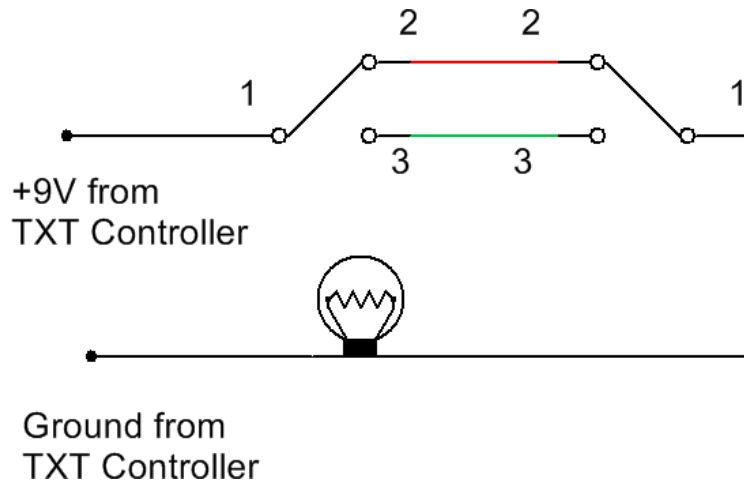 2 2
1 1
3 3
+9V from
TXT Controller
Ground from
TXT Controller